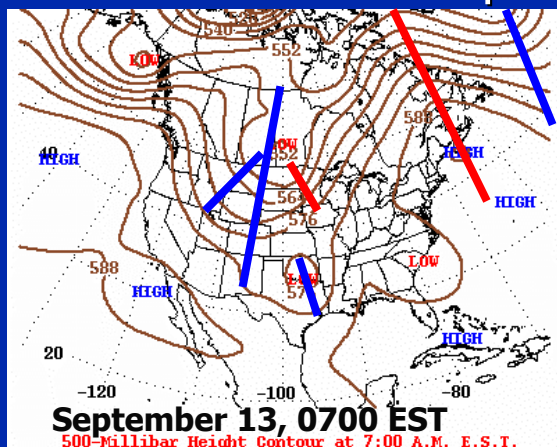 540
552
LOW
588
LOW
552
HIGH
40
HIGH
564
HIGH
576
588
LOW
LOW
57
HIGH
HIGH
20
-120
-100
-80
September 13, 0700 EST
500-Millibar Height Contour at 7:00 A.M. E.S.T.